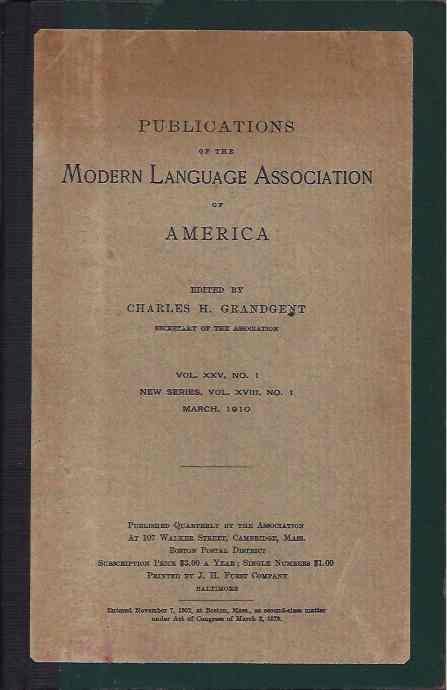 PUBLICATIONS
OF THE
MODERN LANGUAGE ASSOCIATION
OF
AMERICA
EDITED BY
CHARLES H. GRANDGENT
SECRETARY OF THE ASSOCIATION
VOL. XXV, NO. 1
NEW SERIES, VOL. XVIII, NO. 1
MARCH, 1910
PUBLISHED QUARTERLY BY THE ASSOCIATION
AT 107 WALKER STREET, CAMBRIDGE, MASS.
BOSTON POSTAL DISTRICT
SUBSCRIPTION PRICE $3.00 A YEAR; SINGLE NUMBERS $1.00
PRINTED BY J. H. FURST COMPANY
BALTIMORE
Entered November 7, 1902, at Boston, Mass., as second-class matter
under Act of Congress of March 3, 1879.